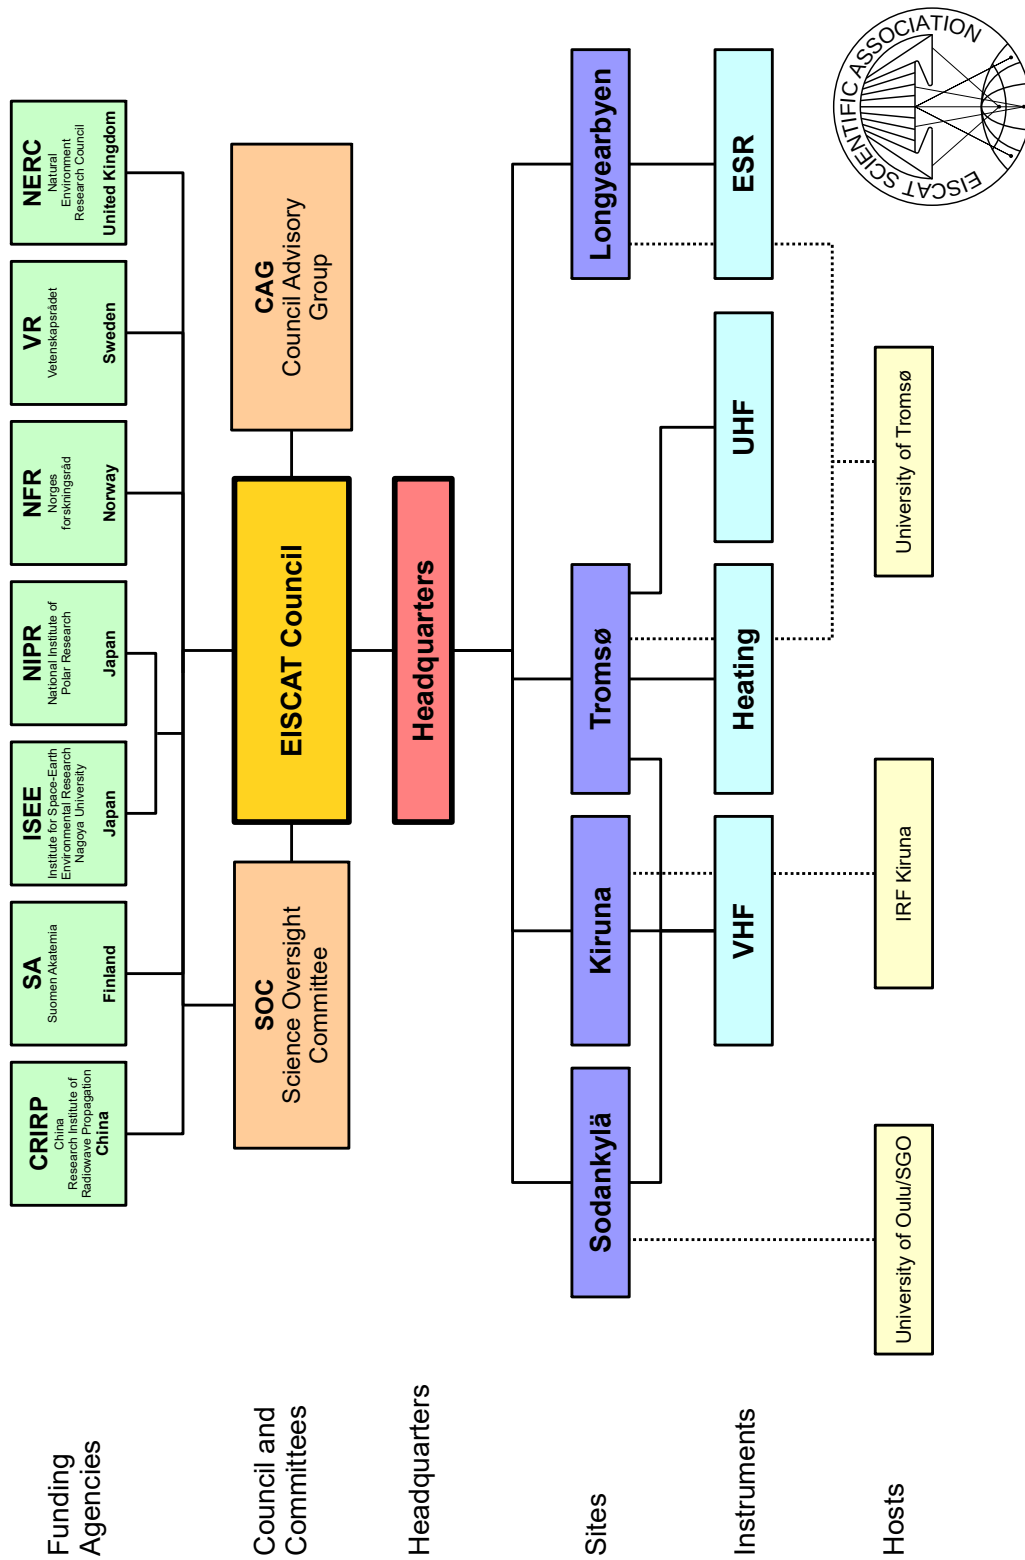 Funding
Agencies
CRIRP
China
Research Institute of
Radiowave Propagation
China
SA
Suomen Akatemia
Finland
ISEE
Institute for Space-Earth
Environmental Research
Nagoya University
Japan
NIPR
National Institute of
Polar Research
Japan
NFR
Norges
forskningsråd
Norway
VR
Vetenskapsrådet
Sweden
NERC
Natural
Environment
Research Council
United Kingdom
Council and
Committees
SOC
Science Oversight
Committee
EISCAT Council
CAG
Council Advisory
Group
Headquarters
Headquarters
Sites
Sodankylä
Kiruna
Tromsø
Longyearbyen
Instruments
VHF
Heating
UHF
ESR
Hosts
University of Oulu/SGO
IRF Kiruna
University of Tromsø
EISCAT SCIENTIFIC ASSOCIATION